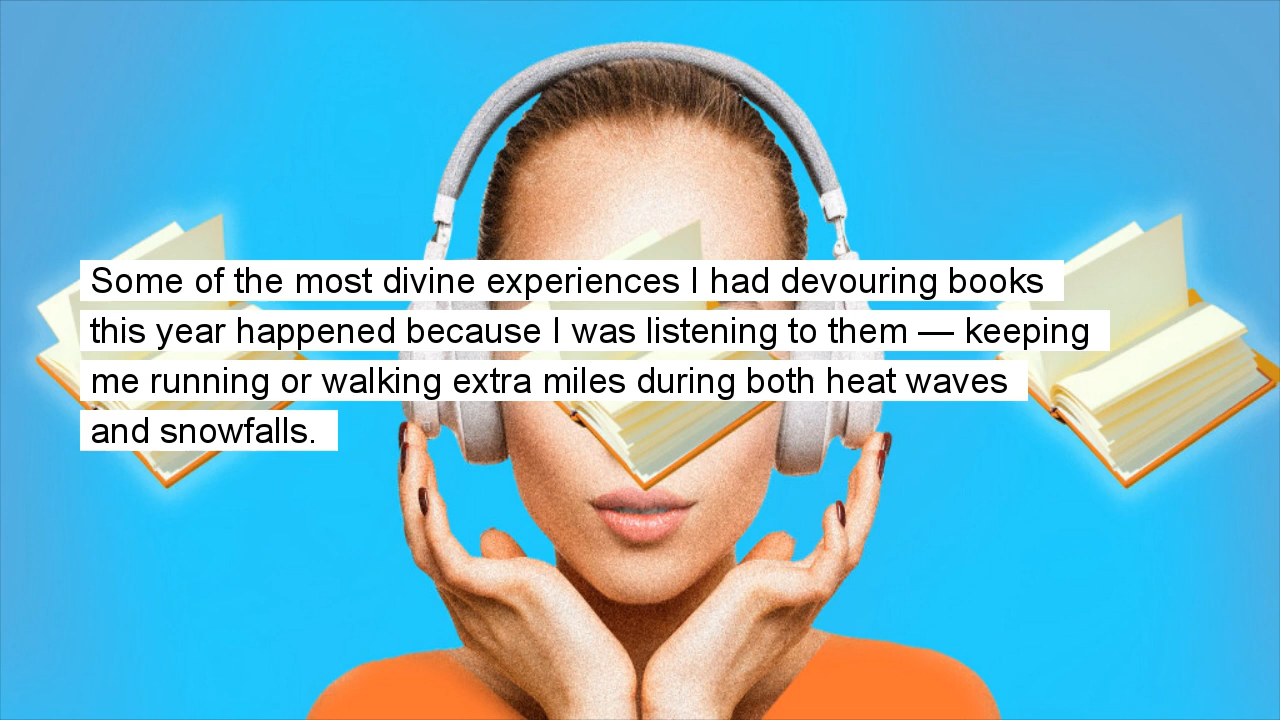 Some of the most divine experiences I had devouring books
this year happened because I was listening to them — keeping
me running or walking extra miles during both heat waves
and snowfalls.